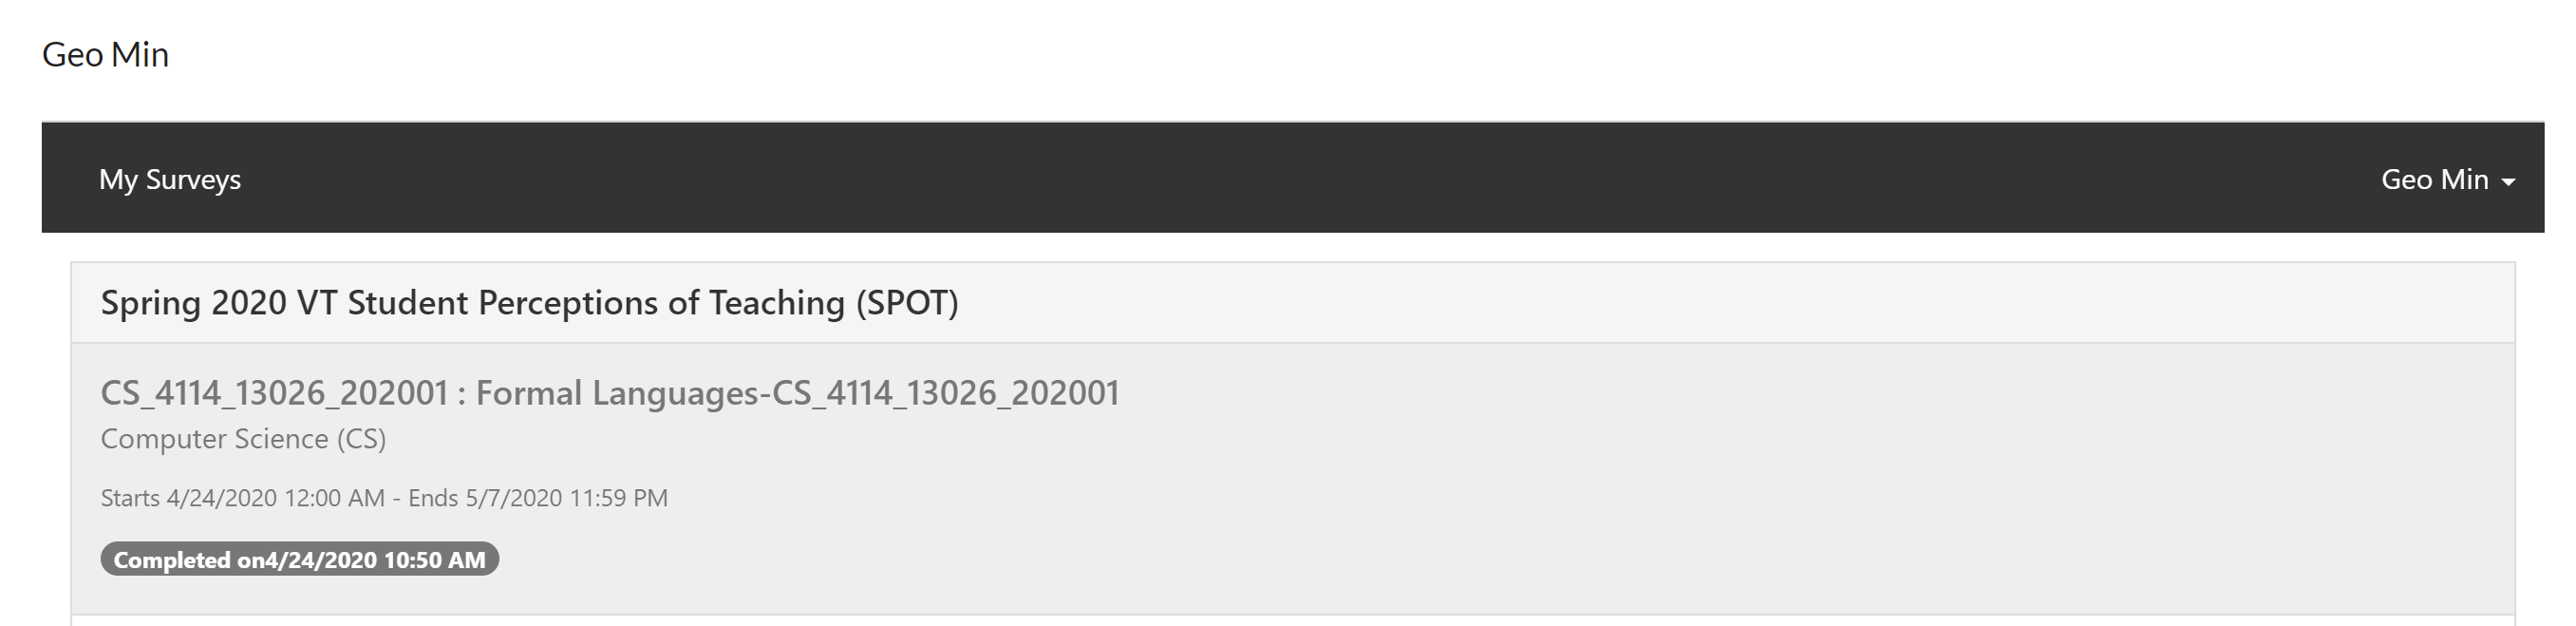 Geo Min
My Surveys
Geo Min
Spring 2020 VT Student Perceptions of Teaching (SPOT)
CS_4114_13026_202001 : Formal Languages-CS_4114_13026_202001
Computer Science (CS)
Starts 4/24/2020 12:00 AM - Ends 5/7/2020 11:59 PM
Completed on4/24/2020 10:50 AM